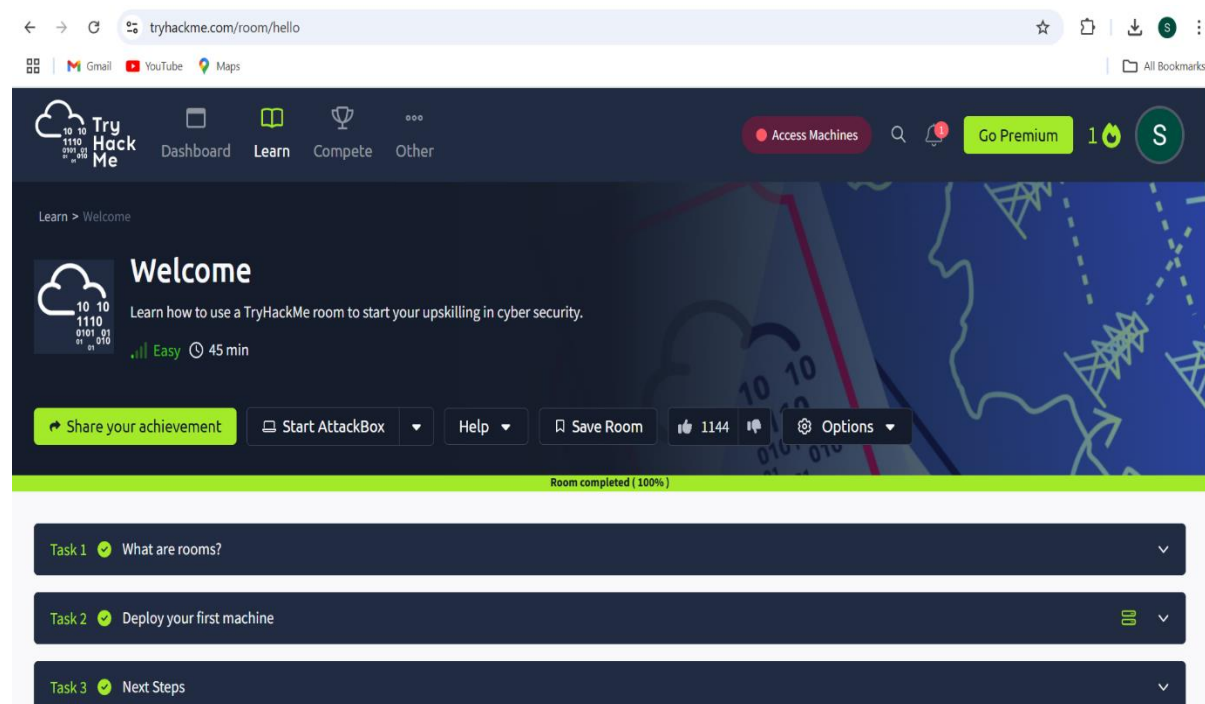 tryhackme.com/room/hello
S
Gmail YouTube Maps
All Bookmarks
Try Hack Me
Dashboard Learn Compete Other
Access Machines
1
Go Premium
1
S
Learn > Welcome
Welcome
Learn how to use a TryHackMe room to start your upskilling in cyber security.
Easy 45 min
Share your achievement Start AttackBox Help Save Room 1144 Options
Room completed ( 100% )
Task 1 What are rooms?
Task 2 Deploy your first machine
Task 3 Next Steps